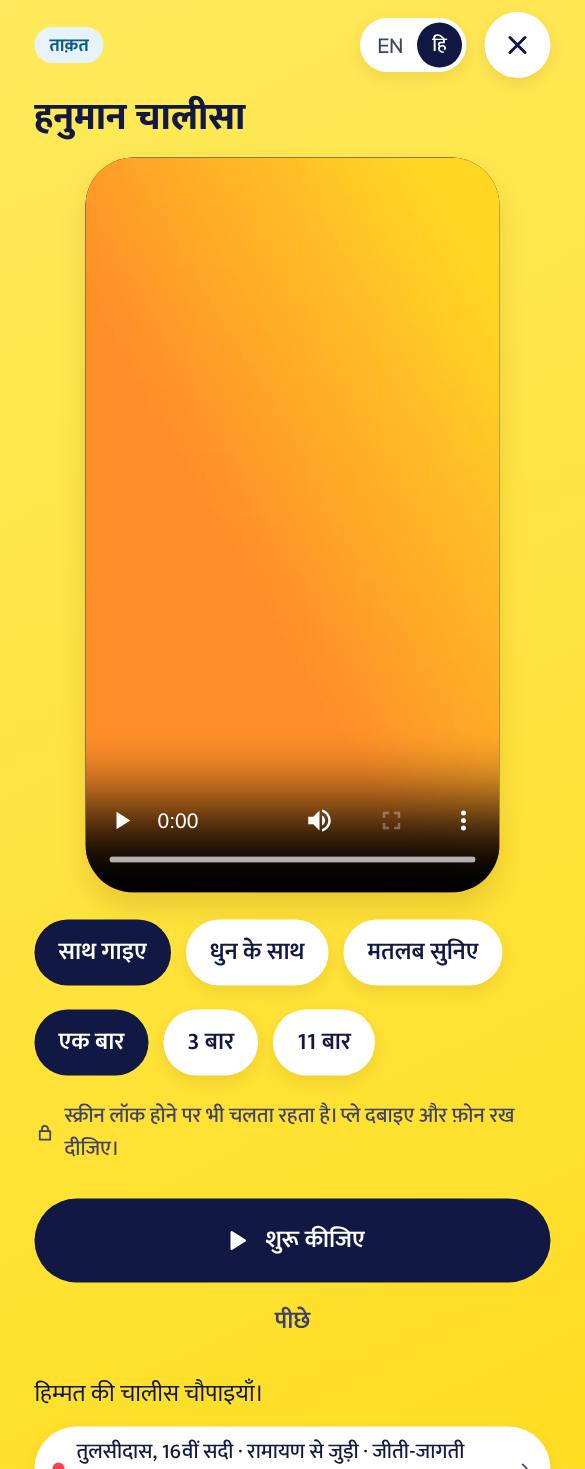 ताक़त
EN हि
हनुमान चालीसा
0:00
साथ गाइए धुन के साथ मतलब सुनिए
एक बार 3 बार 11 बार
स्क्रीन लॉक होने पर भी चलता रहता है। प्ले दबाइए और फ़ोन रख
दीजिए।
शुरू कीजिए
पीछे
हिम्मत की चालीस चौपाइयाँ।
तुलसीदास, 16वीं सदी · रामायण से जुड़ी · जीती-जागती